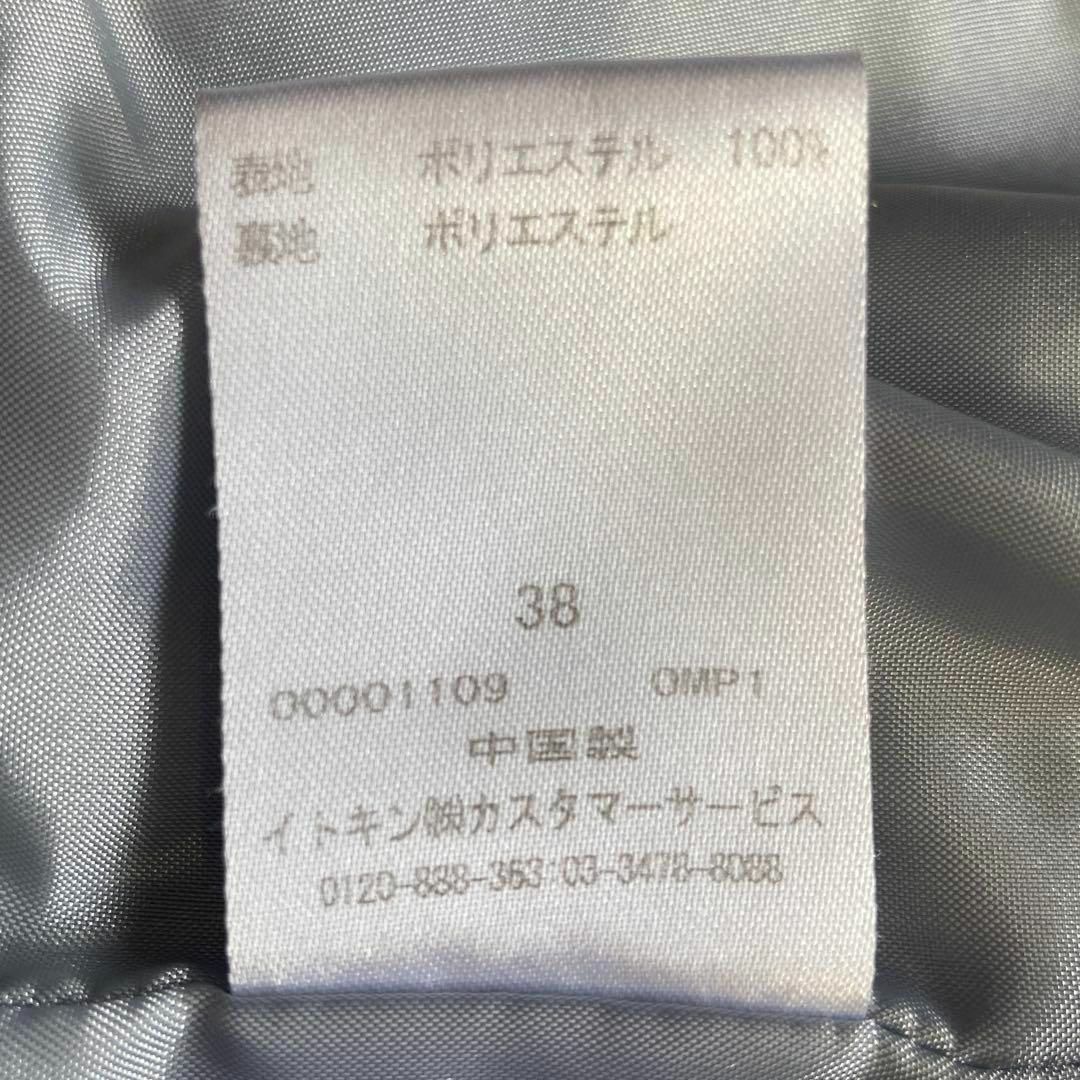 表地 ポリエステル 100%
裏地 ポリエステル
38
00001109 OMP1
中国製
イトキン㈱カスタマーサービス
0120-888-363:03-3478-8088